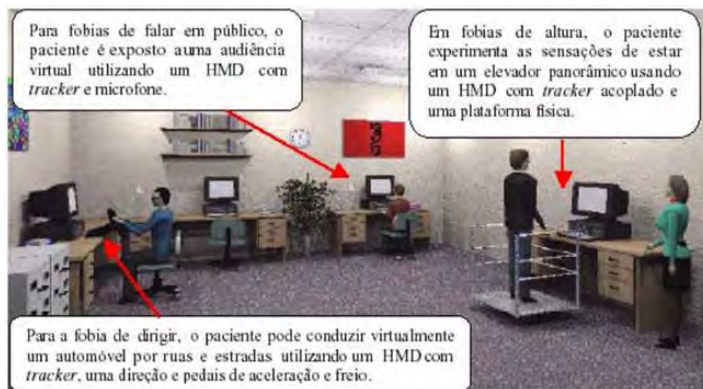 Para fobias de falar em público, o
paciente é exposto a uma audiência
virtual utilizando um HMD com
tracker e microfone.
Em fobias de altura, o paciente
experimenta as sensações de estar
em um elevador panorâmico usando
um HMD com tracker acoplado e
uma plataforma física.
Para a fobia de dirigir, o paciente pode conduzir virtualmente
um automóvel por ruas e estradas utilizando um HMD com
tracker, uma direção e pedais de aceleração e freio.